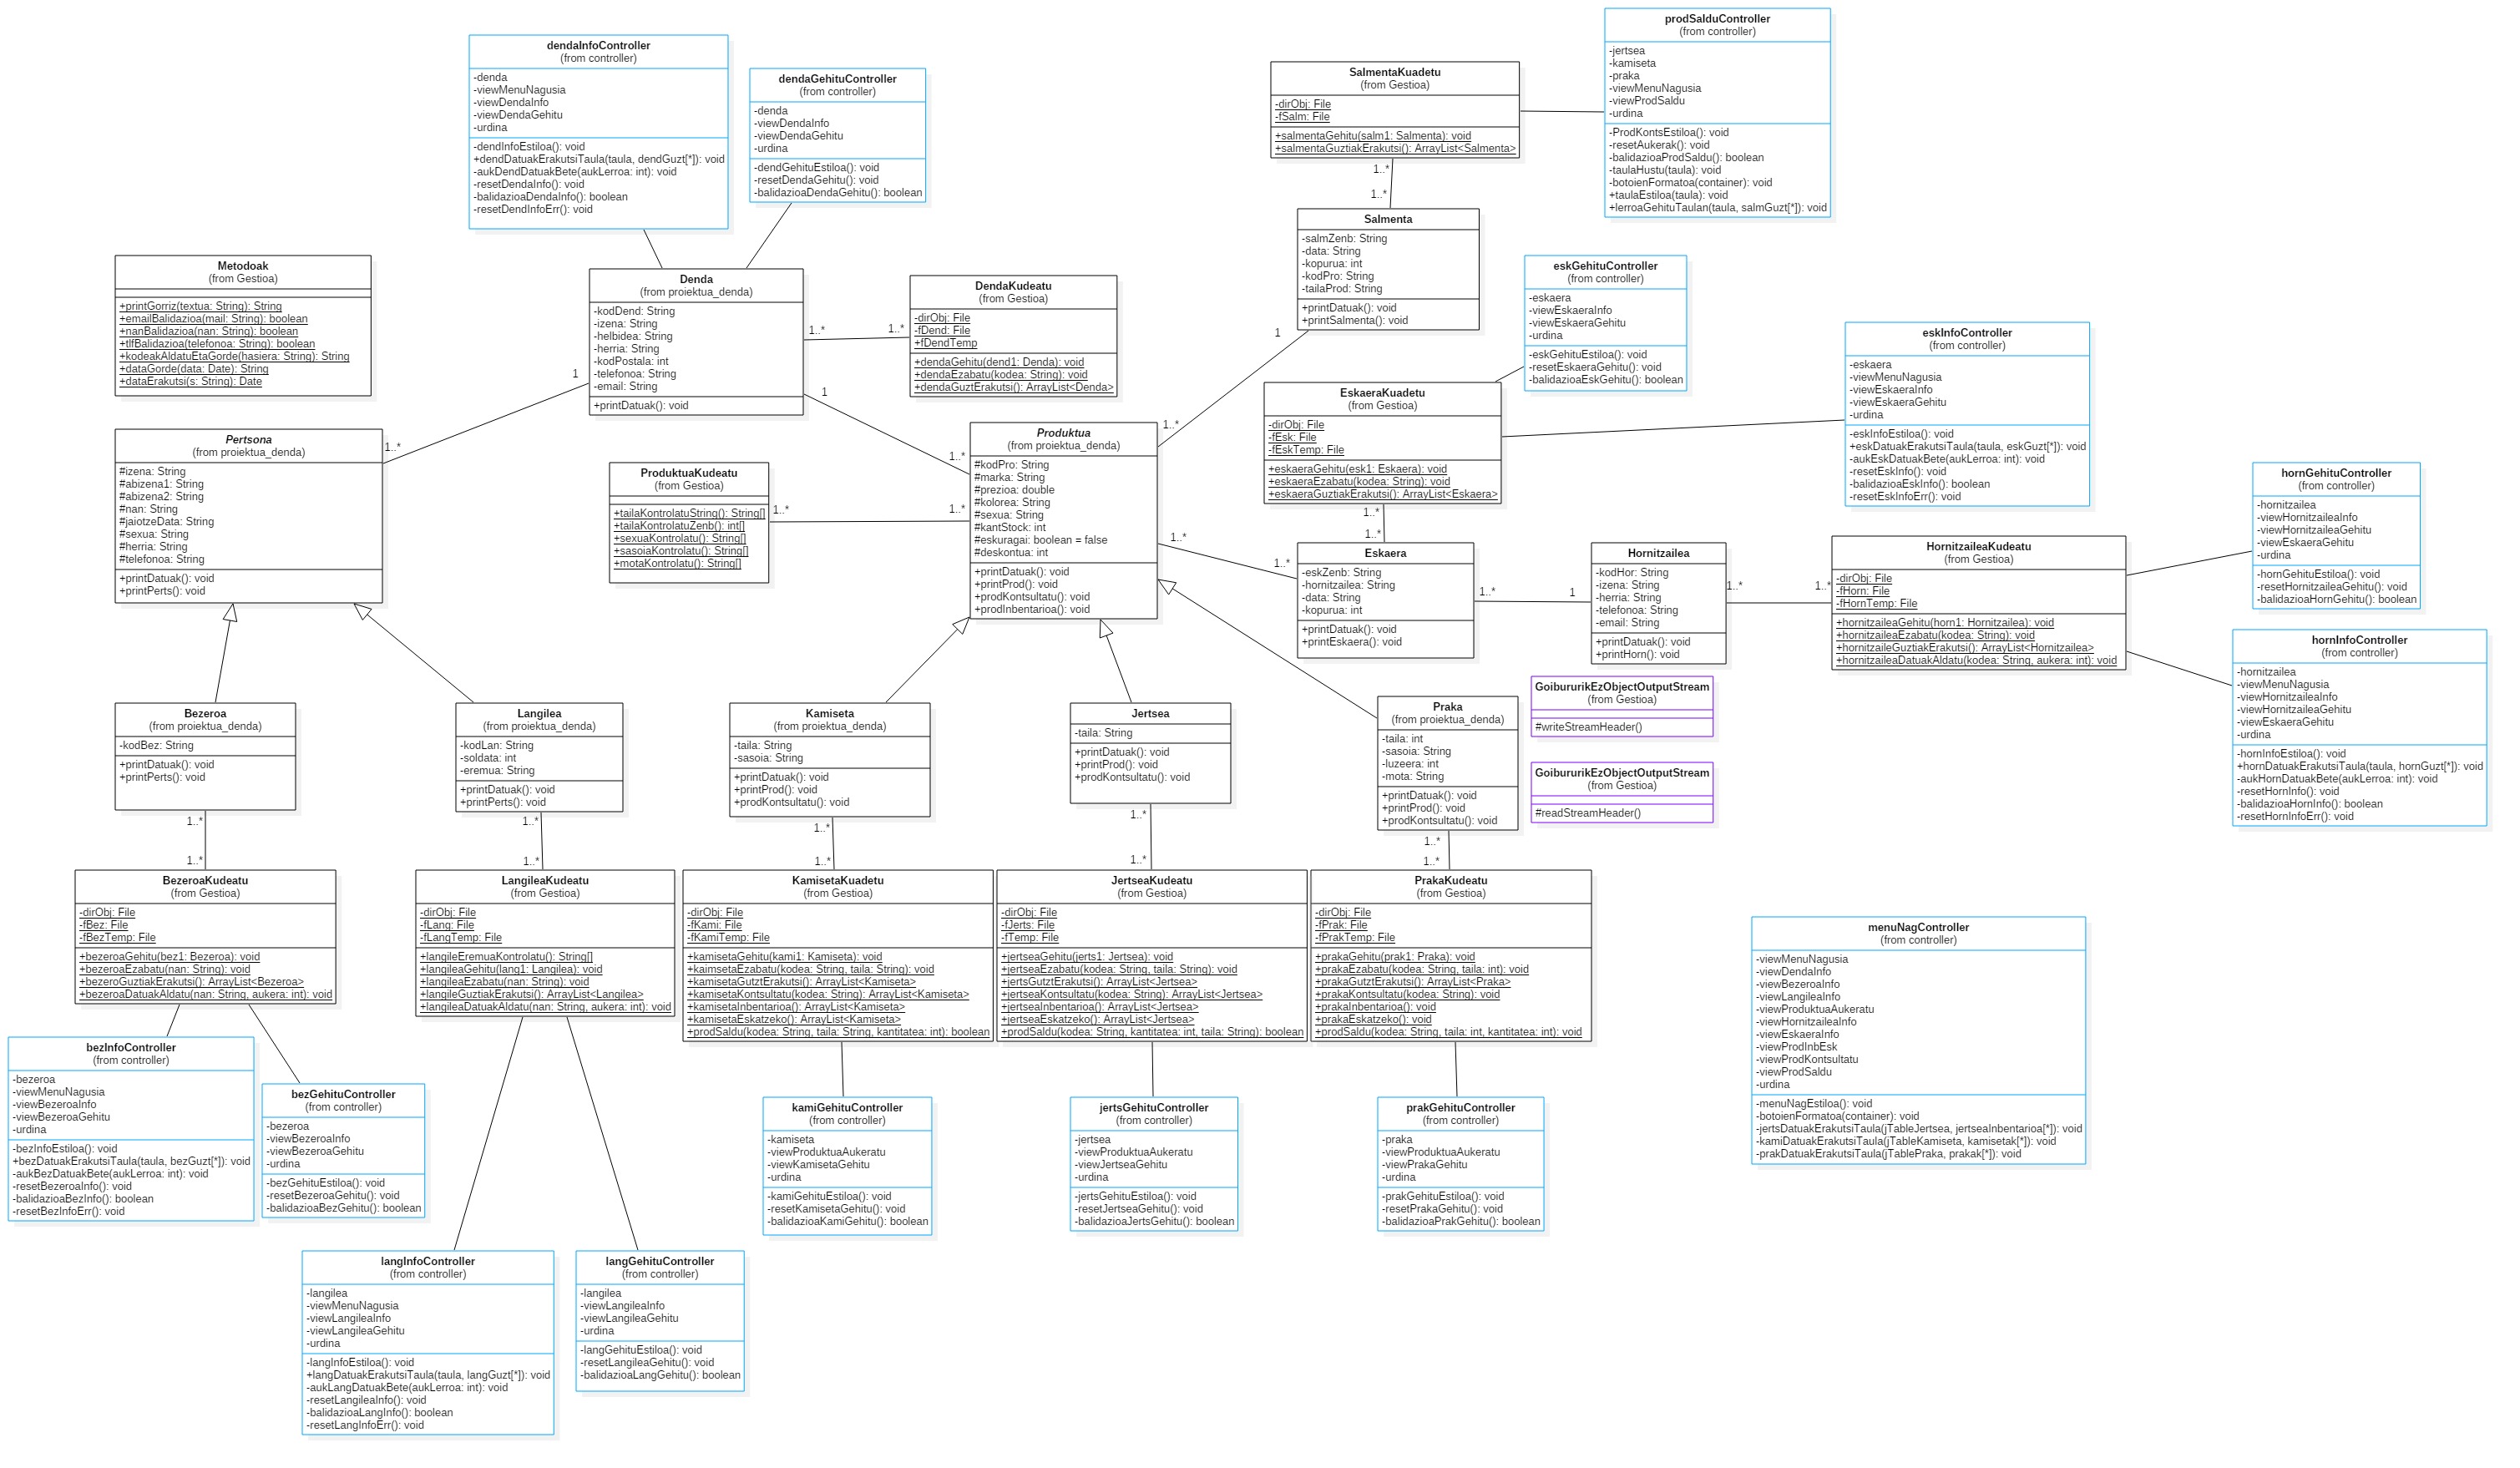 dendaInfoController
(from controller)
-denda
-viewMenuNagusia
-viewDendaInfo
-viewDendaGehitu
-urdina
-dendInfoEstiloa(): void
+dendDatuakErakutsiTaula(taula, dendGuzt[*]): void
-aukDendDatuakBete(aukLerroa: int): void
-resetDendaInfo(): void
-balidazioaDendaInfo(): boolean
-resetDendInfoErr(): void
dendaGehituController
(from controller)
-denda
-viewDendaInfo
-viewDendaGehitu
-urdina
-dendGehituEstiloa(): void
-resetDendaGehitu(): void
-balidazioaDendaGehitu(): boolean
SalmentaKuadetu
(from Gestioa)
-dirObj: File
-fSalm: File
+salmentaGehitu(salm1: Salmenta): void
+salmentaGuztiakErakutsi(): ArrayList<Salmenta>
1..*
1..*
prodSalduController
(from controller)
-jertsea
-kamiseta
-praka
-viewMenuNagusia
-viewProdSaldu
-urdina
-ProdKontsEstiloa(): void
-resetAukerak(): void
-balidazioaProdSaldu(): boolean
-taulaHustu(taula): void
-botoienFormatoa(container): void
+taulaEstiloa(taula): void
+lerroaGehituTaulan(taula, salmGuzt[*]): void
Salmenta
-salmZenb: String
-data: String
-kopurua: int
-kodPro: String
-tailaProd: String
+printDatuak(): void
+printSalmenta(): void
1
1..*
Metodoak
(from Gestioa)
+printGorriz(textua: String): String
+emailBalidazioa(mail: String): boolean
+nanBalidazioa(nan: String): boolean
+tlfBalidazioa(telefonoa: String): boolean
+kodeakAldatuEtaGorde(hasiera: String): String
+dataGorde(data: Date): String
+dataErakutsi(s: String): Date
Denda
(from proiektua_denda)
-kodDend: String
-izena: String
-helbidea: String
-herria: String
-kodPostala: int
-telefonoa: String
-email: String
+printDatuak(): void
1..*
1..*
1
1..*
1
1..*
DendaKudeatu
(from Gestioa)
-dirObj: File
-fDend: File
+fDendTemp
+dendaGehitu(dend1: Denda): void
+dendaEzabatu(kodea: String): void
+dendaGuztErakutsi(): ArrayList<Denda>
eskGehituController
(from controller)
-eskaera
-viewEskaeraInfo
-viewEskaeraGehitu
-urdina
-eskGehituEstiloa(): void
-resetEskaeraGehitu(): void
-balidazioaEskGehitu(): boolean
eskInfoController
(from controller)
-eskaera
-viewMenuNagusia
-viewEskaeraInfo
-viewEskaeraGehitu
-urdina
-eskInfoEstiloa(): void
+eskDatuakErakutsiTaula(taula, eskGuzt[*]): void
-aukEskDatuakBete(aukLerroa: int): void
-resetEskInfo(): void
-balidazioaEskInfo(): boolean
-resetEskInfoErr(): void
EskaeraKuadetu
(from Gestioa)
-dirObj: File
-fEsk: File
-fEskTemp: File
+eskaeraGehitu(esk1: Eskaera): void
+eskaeraEzabatu(kodea: String): void
+eskaeraGuztiakErakutsi(): ArrayList<Eskaera>
1..*
1..*
Pertsona
(from proiektua_denda)
#izena: String
#abizena1: String
#abizena2: String
#nan: String
#jaiotzeData: String
#sexua: String
#herria: String
#telefonoa: String
+printDatuak(): void
+printPerts(): void
ProduktuaKudeatu
(from Gestioa)
+tailaKontrolatuString(): String[]
+tailaKontrolatuZenb(): int[]
+sexuaKontrolatu(): String[]
+sasoiaKontrolatu(): String[]
+motaKontrolatu(): String[]
1..*
1..*
Produktua
(from proiektua_denda)
#kodPro: String
#marka: String
#prezioa: double
#kolorea: String
#sexua: String
#kantStock: int
#eskuragai: boolean = false
#deskontua: int
+printDatuak(): void
+printProd(): void
+prodKontsultatu(): void
+prodInbentarioa(): void
1..*
1..*
Eskaera
-eskZenb: String
-hornitzailea: String
-data: String
-kopurua: int
+printDatuak(): void
+printEskaera(): void
1..*
1
Hornitzailea
-kodHor: String
-izena: String
-herria: String
-telefonoa: String
-email: String
+printDatuak(): void
+printHorn(): void
1..*
1..*
HornitzaileaKudeatu
(from Gestioa)
-dirObj: File
-fHorn: File
-fHornTemp: File
+hornitzaileaGehitu(horn1: Hornitzailea): void
+hornitzaileaEzabatu(kodea: String): void
+hornitzaileGuztiakErakutsi(): ArrayList<Hornitzailea>
+hornitzaileaDatuakAldatu(kodea: String, aukera: int): void
hornGehituController
(from controller)
-hornitzailea
-viewHornitzaileaInfo
-viewHornitzaileaGehitu
-viewEskaeraGehitu
-urdina
-hornGehituEstiloa(): void
-resetHornitzaileaGehitu(): void
-balidazioaHornGehitu(): boolean
hornInfoController
(from controller)
-hornitzailea
-viewMenuNagusia
-viewHornitzaileaInfo
-viewHornitzaileaGehitu
-viewEskaeraGehitu
-urdina
-hornInfoEstiloa(): void
+hornDatuakErakutsiTaula(taula, hornGuzt[*]): void
-aukHornDatuakBete(aukLerroa: int): void
-resetHornInfo(): void
-balidazioaHornInfo(): boolean
-resetHornInfoErr(): void
Bezeroa
(from proiektua_denda)
-kodBez: String
+printDatuak(): void
+printPerts(): void
1..*
1..*
Langilea
(from proiektua_denda)
-kodLan: String
-soldata: int
-eremua: String
+printDatuak(): void
+printPerts(): void
1..*
1..*
Kamiseta
(from proiektua_denda)
-taila: String
-sasoia: String
+printDatuak(): void
+printProd(): void
+prodKontsultatu(): void
1..*
1..*
Jertsea
-taila: String
+printDatuak(): void
+printProd(): void
+prodKontsultatu(): void
1..*
1..*
Praka
(from proiektua_denda)
-taila: int
-sasoia: String
-luzeera: int
-mota: String
+printDatuak(): void
+printProd(): void
+prodKontsultatu(): void
1..*
1..*
GoibururikEzObjectOutputStream
(from Gestioa)
#writeStreamHeader()
GoibururikEzObjectOutputStream
(from Gestioa)
#readStreamHeader()
BezeroaKudeatu
(from Gestioa)
-dirObj: File
-fBez: File
-fBezTemp: File
+bezeroaGehitu(bez1: Bezeroa): void
+bezeroaEzabatu(nan: String): void
+bezeroGuztiakErakutsi(): ArrayList<Bezeroa>
+bezeroaDatuakAldatu(nan: String, aukera: int): void
LangileaKudeatu
(from Gestioa)
-dirObj: File
-fLang: File
-fLangTemp: File
+langileEremuaKontrolatu(): String[]
+langileaGehitu(lang1: Langilea): void
+langileaEzabatu(nan: String): void
+langileGuztiakErakutsi(): ArrayList<Langilea>
+langileaDatuakAldatu(nan: String, aukera: int): void
KamisetaKuadetu
(from Gestioa)
-dirObj: File
-fKami: File
-fKamiTemp: File
+kamisetaGehitu(kami1: Kamiseta): void
+kaimsetaEzabatu(kodea: String, taila: String): void
+kamisetaGutztErakutsi(): ArrayList<Kamiseta>
+kamisetaKontsultatu(kodea: String): ArrayList<Kamiseta>
+kamisetaInbentarioa(): ArrayList<Kamiseta>
+kamisetaEskatzeko(): ArrayList<Kamiseta>
+prodSaldu(kodea: String, taila: String, kantitatea: int): boolean
JertseaKudeatu
(from Gestioa)
-dirObj: File
-fJerts: File
-fTemp: File
+jertseaGehitu(jerts1: Jertsea): void
+jertseaEzabatu(kodea: String, taila: String): void
+jertsGutztErakutsi(): ArrayList<Jertsea>
+jertseaKontsultatu(kodea: String): ArrayList<Jertsea>
+jertseaInbentarioa(): ArrayList<Jertsea>
+jertseaEskatzeko(): ArrayList<Jertsea>
+prodSaldu(kodea: String, kantitatea: int, taila: String): boolean
PrakaKudeatu
(from Gestioa)
-dirObj: File
-fPrak: File
-fPrakTemp: File
+prakaGehitu(prak1: Praka): void
+prakaEzabatu(kodea: String, taila: int): void
+prakaGutztErakutsi(): ArrayList<Praka>
+prakaKontsultatu(kodea: String): void
+prakaInbentarioa(): void
+prakaEskatzeko(): void
+prodSaldu(kodea: String, taila: int, kantitatea: int): void
menuNagController
(from controller)
-viewMenuNagusia
-viewDendaInfo
-viewBezeroaInfo
-viewLangileaInfo
-viewProduktuaAukeratu
-viewHornitzaileaInfo
-viewEskaeraInfo
-viewProdInbEsk
-viewProdKontsultatu
-viewProdSaldu
-urdina
-menuNagEstiloa(): void
-botoienFormatoa(container): void
-jertsDatuakErakutsiTaula(jTableJertsea, jertseaInbentarioa[*]): void
-kamiDatuakErakutsiTaula(jTableKamiseta, kamisetak[*]): void
-prakDatuakErakutsiTaula(jTablePraka, prakak[*]): void
bezInfoController
(from controller)
-bezeroa
-viewMenuNagusia
-viewBezeroaInfo
-viewBezeroaGehitu
-urdina
-bezInfoEstiloa(): void
+bezDatuakErakutsiTaula(taula, bezGuzt[*]): void
-aukBezDatuakBete(aukLerroa: int): void
-resetBezeroaInfo(): void
-balidazioaBezInfo(): boolean
-resetBezInfoErr(): void
bezGehituController
(from controller)
-bezeroa
-viewBezeroaInfo
-viewBezeroaGehitu
-urdina
-bezGehituEstiloa(): void
-resetBezeroaGehitu(): void
-balidazioaBezGehitu(): boolean
kamiGehituController
(from controller)
-kamiseta
-viewProduktuaAukeratu
-viewKamisetaGehitu
-urdina
-kamiGehituEstiloa(): void
-resetKamisetaGehitu(): void
-balidazioaKamiGehitu(): boolean
jertsGehituController
(from controller)
-jertsea
-viewProduktuaAukeratu
-viewJertseaGehitu
-urdina
-jertsGehituEstiloa(): void
-resetJertseaGehitu(): void
-balidazioaJertsGehitu(): boolean
prakGehituController
(from controller)
-praka
-viewProduktuaAukeratu
-viewPrakaGehitu
-urdina
-prakGehituEstiloa(): void
-resetPrakaGehitu(): void
-balidazioaPrakGehitu(): boolean
langInfoController
(from controller)
-langilea
-viewMenuNagusia
-viewLangileaInfo
-viewLangileaGehitu
-urdina
-langInfoEstiloa(): void
+langDatuakErakutsiTaula(taula, langGuzt[*]): void
-aukLangDatuakBete(aukLerroa: int): void
-resetLangileaInfo(): void
-balidazioaLangInfo(): boolean
-resetLangInfoErr(): void
langGehituController
(from controller)
-langilea
-viewLangileaInfo
-viewLangileaGehitu
-urdina
-langGehituEstiloa(): void
-resetLangileaGehitu(): void
-balidazioaLangGehitu(): boolean